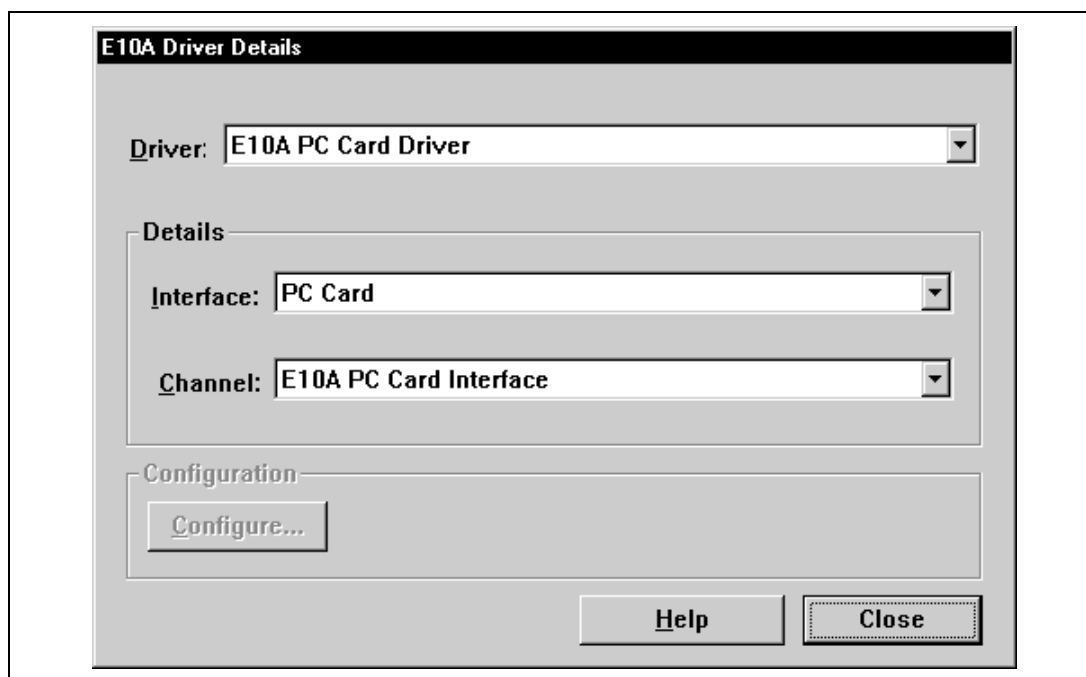 E10A Driver Details
Driver: E10A PC Card Driver
Details
Interface: PC Card
Channel: E10A PC Card Interface
Configuration
Configure...
Help Close